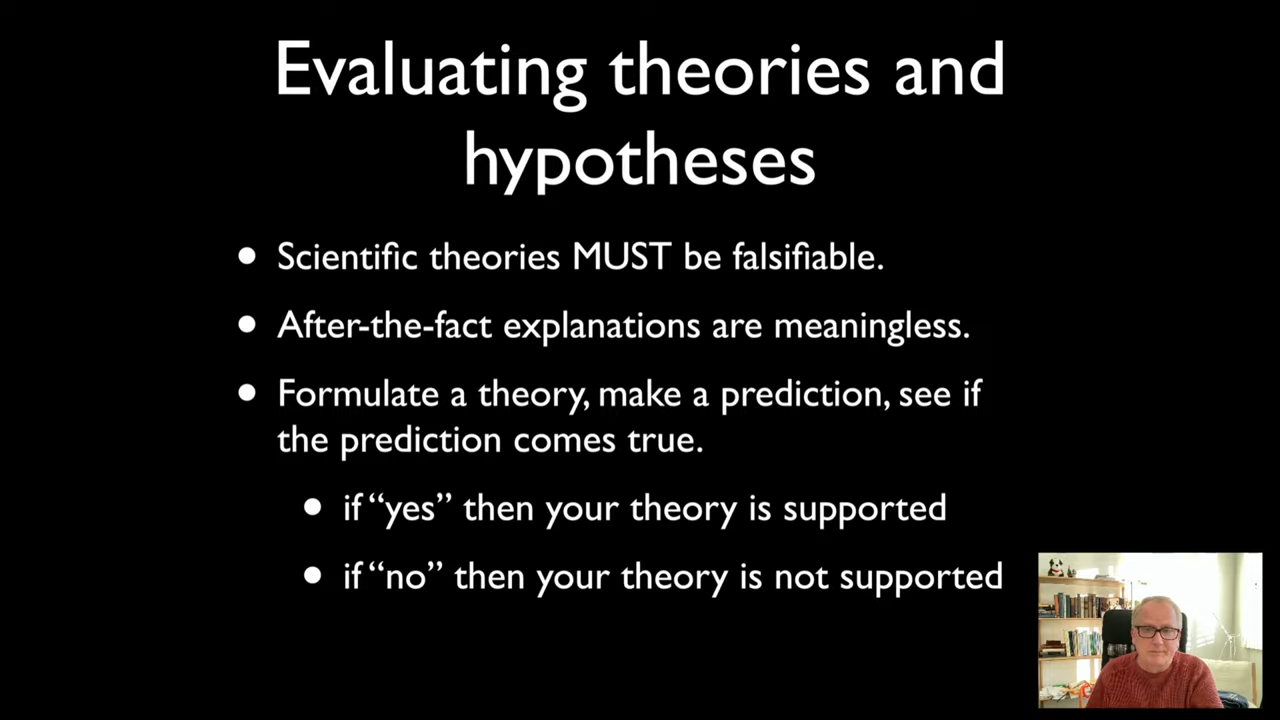 Evaluating theories and
hypotheses
• Scientific theories MUST be falsifiable.
• After-the-fact explanations are meaningless.
• Formulate a theory, make a prediction, see if
the prediction comes true.
• if “yes” then your theory is supported
• if “no” then your theory is not supported